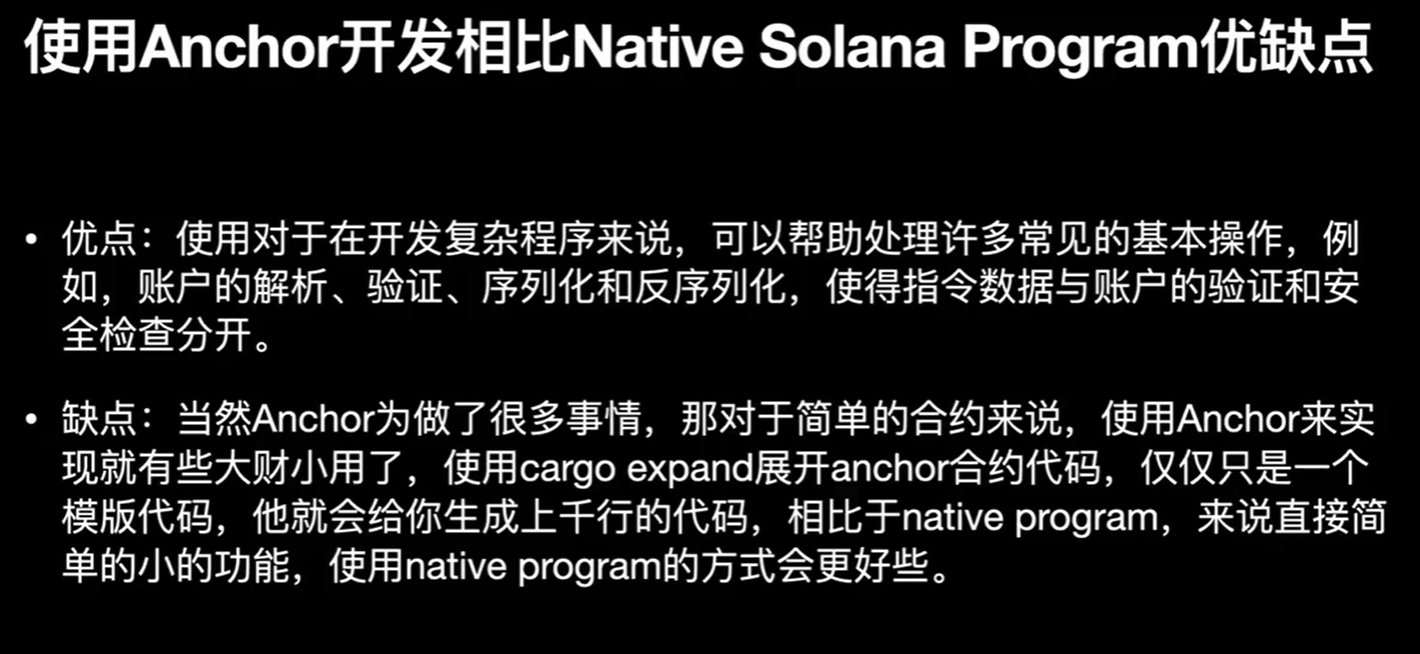 使用Anchor开发相比Native Solana Program优缺点
• 优点：使用对于在开发复杂程序来说，可以帮助处理许多常见的基本操作，例
如，账户的解析、验证、序列化和反序列化，使得指令数据与账户的验证和安
全检查分开。
• 缺点：当然Anchor为做了很多事情，那对于简单的合约来说，使用Anchor来实
现就有些大财小用了，使用cargo expand展开anchor合约代码，仅仅只是一个
模版代码，他就会给你生成上千行的代码，相比于native program，来说直接简
单的小的功能，使用native program的方式会更好些。